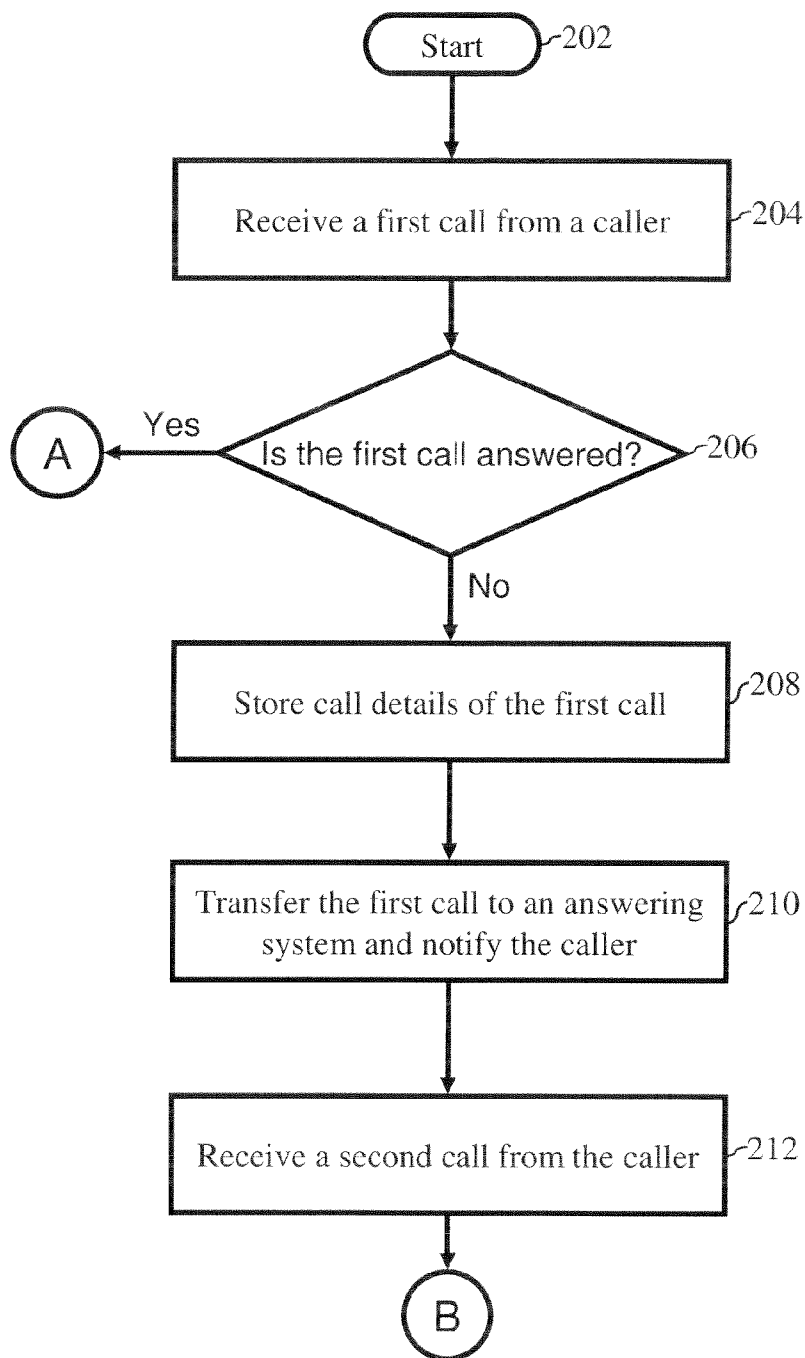 Start
202
Receive a first call from a caller
204
Is the first call answered?
206
Yes
A
No
Store call details of the first call
208
Transfer the first call to an answering
system and notify the caller
210
Receive a second call from the caller
212
B